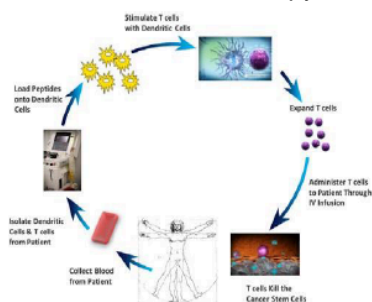 Stimulate T cells
with Dendritic Cells
Expand T cells
Administer T cells
to Patient Through
IV Infusion
T cells Kill the
Cancer Stem Cells
Collect Blood
from Patient
Isolate Dendritic
Cells & T cells
from Patient
Load Peptides
onto Dendritic
Cells